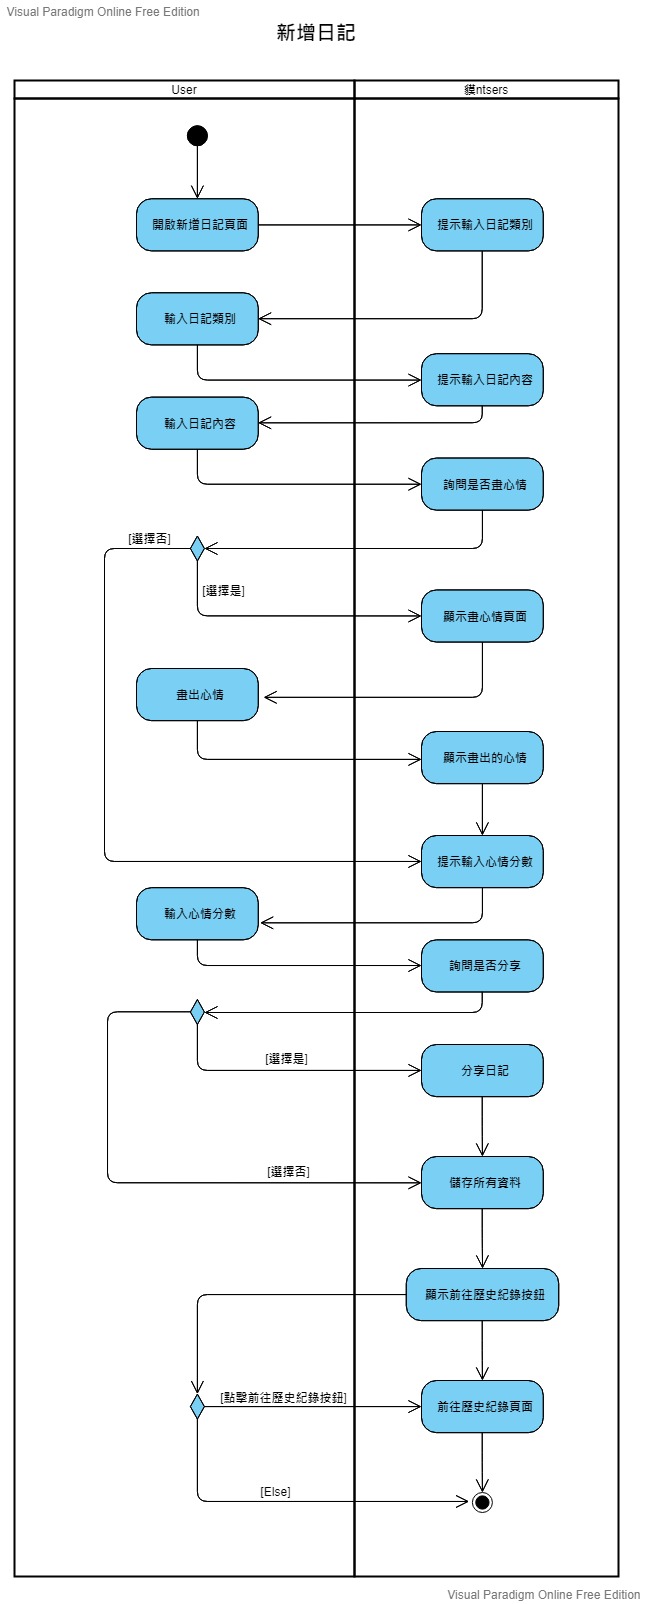 Visual Paradigm Online Free Edition
新增日記
User
貘ntsers
開啟新增日記頁面
提示輸入日記類別
輸入日記類別
提示輸入日記內容
輸入日記內容
詢問是否畫心情
[選擇否]
[選擇是]
顯示畫心情頁面
畫出心情
顯示畫出的心情
提示輸入心情分數
輸入心情分數
詢問是否分享
[選擇是]
分享日記
[選擇否]
儲存所有資料
顯示前往歷史紀錄按鈕
[點擊前往歷史紀錄按鈕]
前往歷史紀錄頁面
[Else]
Visual Paradigm Online Free Edition